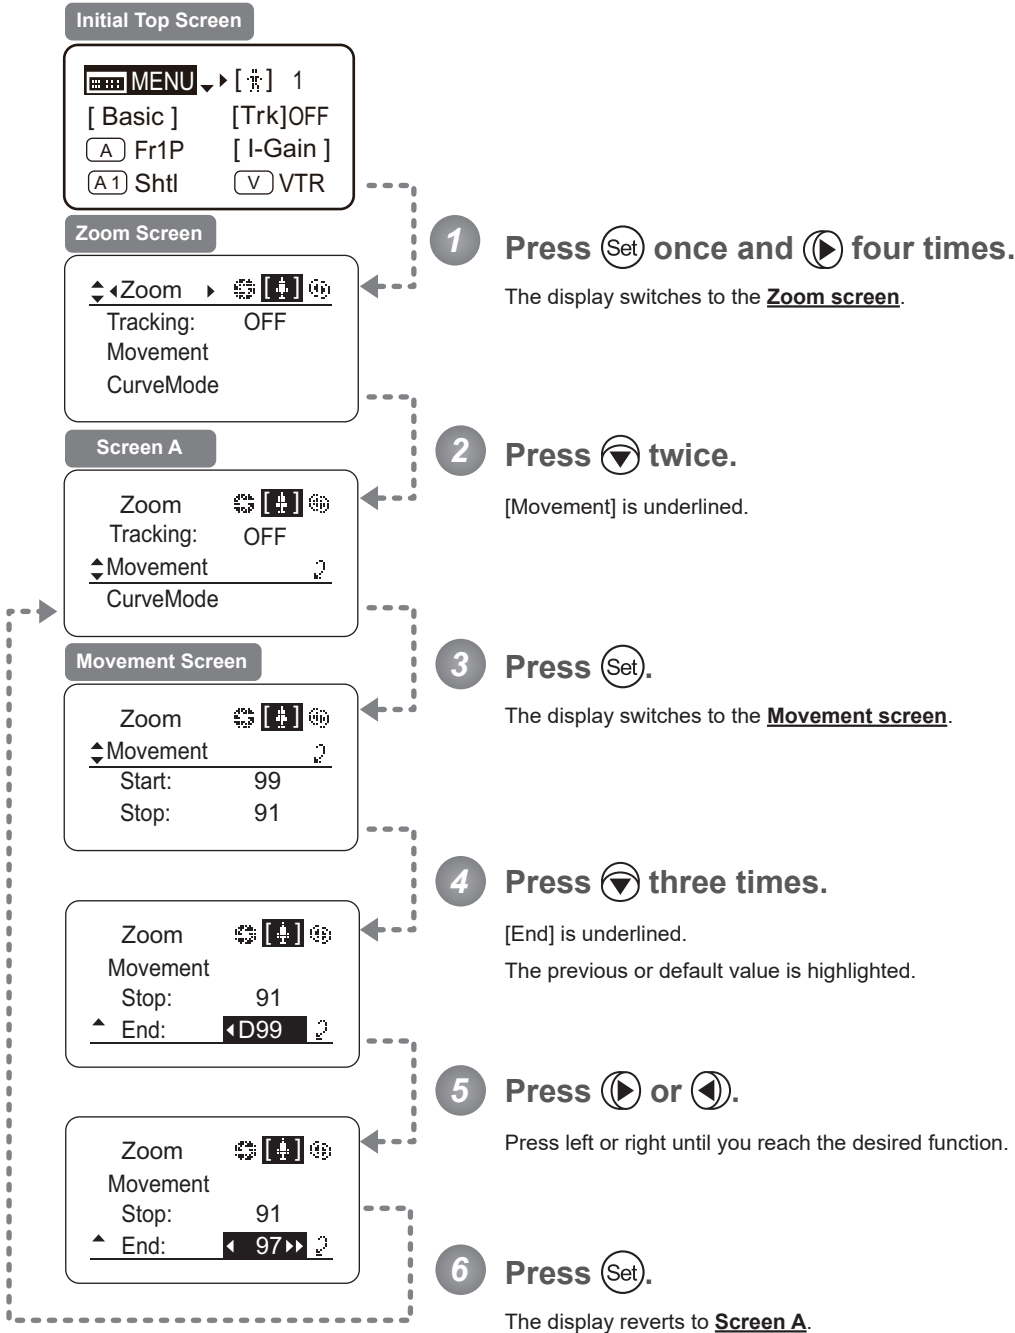 Initial Top Screen
MENU [ ] 1
[ Basic ] [Trk]OFF
A Fr1P [ I-Gain ]
A1 Shtl V VTR
Zoom Screen
1 Press Set once and four times.
The display switches to the Zoom screen.
Zoom [ ]
Tracking: OFF
Movement
CurveMode
Screen A
2 Press twice.
[Movement] is underlined.
Zoom [ ]
Tracking: OFF
Movement
CurveMode
Movement Screen
3 Press Set.
The display switches to the Movement screen.
Zoom [ ]
Movement
Start: 99
Stop: 91
4 Press three times.
[End] is underlined.
The previous or default value is highlighted.
Zoom [ ]
Movement
Stop: 91
End: D99
5 Press or .
Press left or right until you reach the desired function.
Zoom [ ]
Movement
Stop: 91
End: 97
6 Press Set.
The display reverts to Screen A.